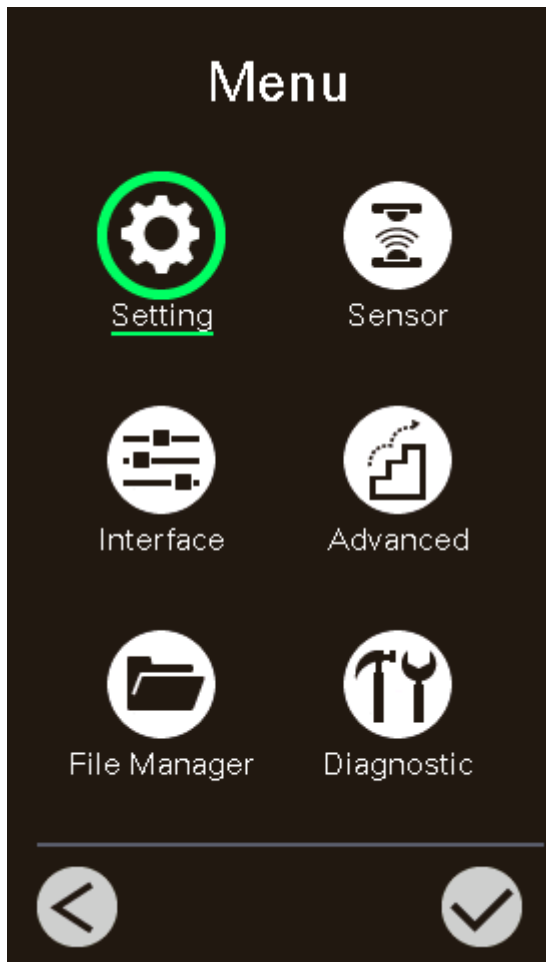 Menu
Setting
Sensor
Interface
Advanced
File Manager
Diagnostic